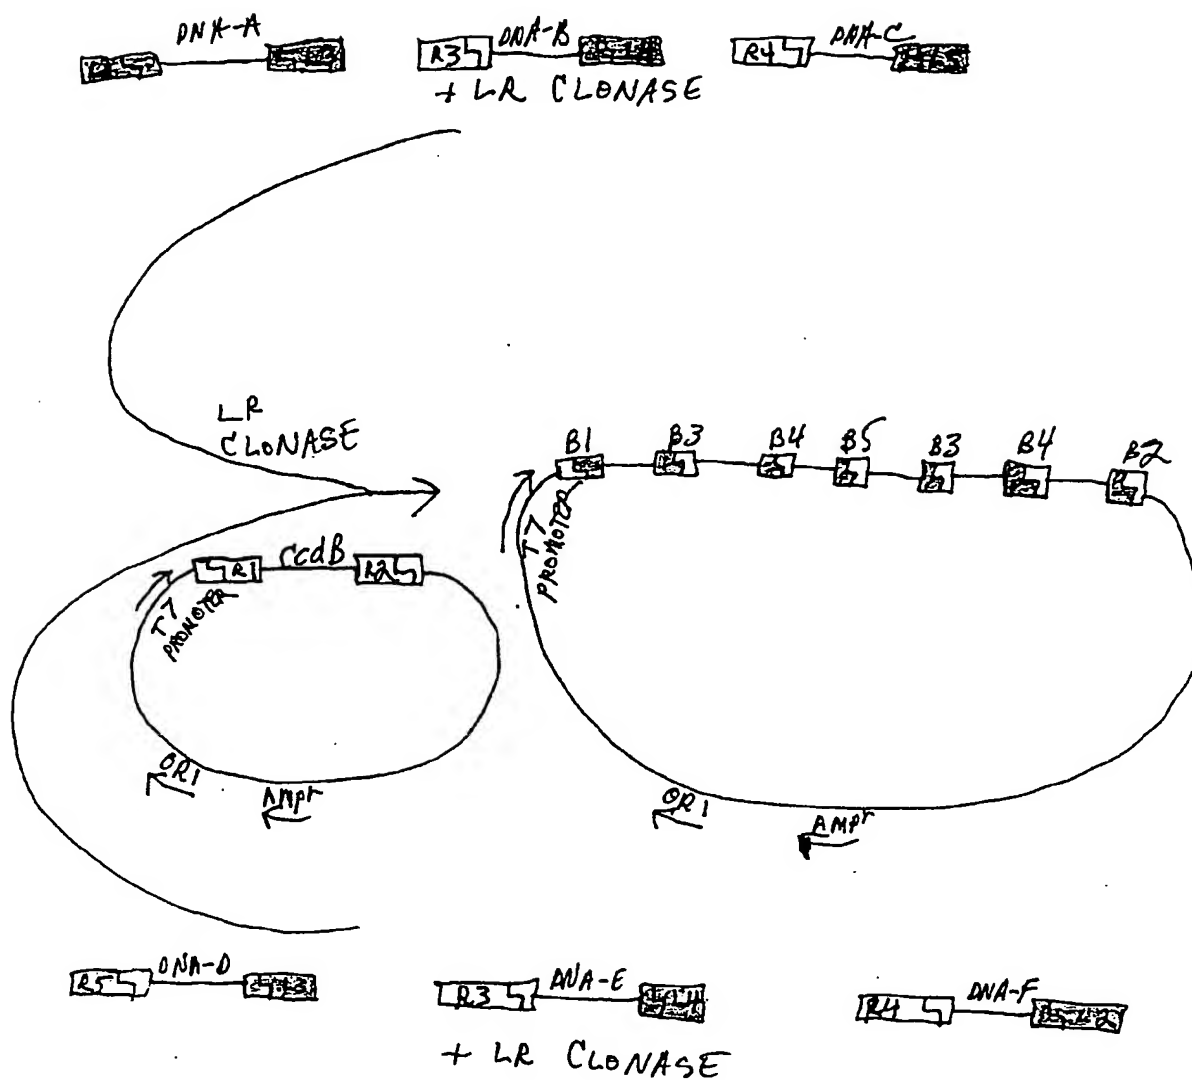 DNA-A DNA-B DNA-C
R3 R4
+ LR CLONASE
LR
CLONASE
B1 B3 B4 B5 B3 B4 B2
T7
PROMOTER
R1 ccdB R2
T7
PROMOTER
ORI
Ampr
ORI
AMPr
R5 DNA-D R3 DNA-E R4 DNA-F
+ LR CLONASE